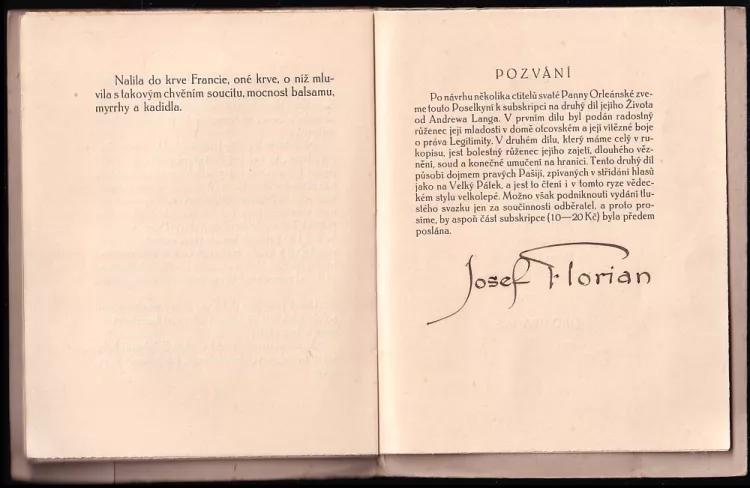 Nalila do krve Francie, oné krve, o níž mlu-
vila s takovým chvěním soucitu, mocnost balsamu,
myrrhy a kadidla.
POZVÁNÍ
Po návrhu několika ctitelů svaté Panny Orleánské zve-
me touto Poselkyní k subskripci na druhý díl jejího Života
od Andrewa Langa. V prvním dílu byl podán radostný
růženec její mladosti v domě otcovském a její vítězné boje
o práva Legitimity. V druhém dílu, který máme celý v ru-
kopisu, jest bolestný růženec jejího zajetí, dlouhého věz-
nění, soud a konečné umučení na hranici. Tento druhý díl
působí dojmem pravých Pašijí, zpívaných v střídání hlasů
jako na Velký Pátek, a jest to čtení i v tomto ryze vědec-
kém stylu velkolepé. Možno však podniknouti vydání tlu-
stého svazku jen za součinnosti odběratel, a proto pro-
síme, by aspoň část subskripce (10—20 Kč) byla předem
poslána.
Josef Florian